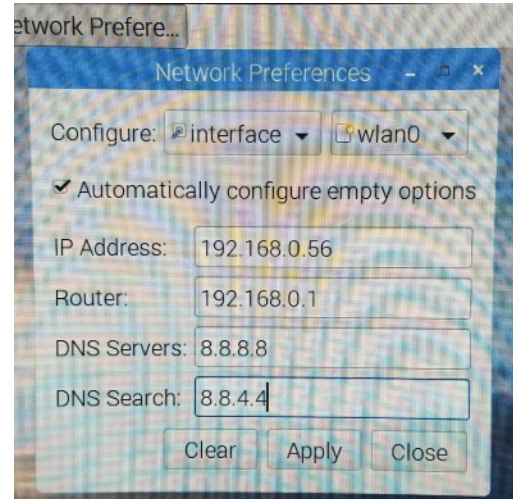 etwork Prefere...
Network Preferences
Configure: interface wlan0
Automatically configure empty options
IP Address: 192.168.0.56
Router: 192.168.0.1
DNS Servers: 8.8.8.8
DNS Search: 8.8.4.4
Clear Apply Close